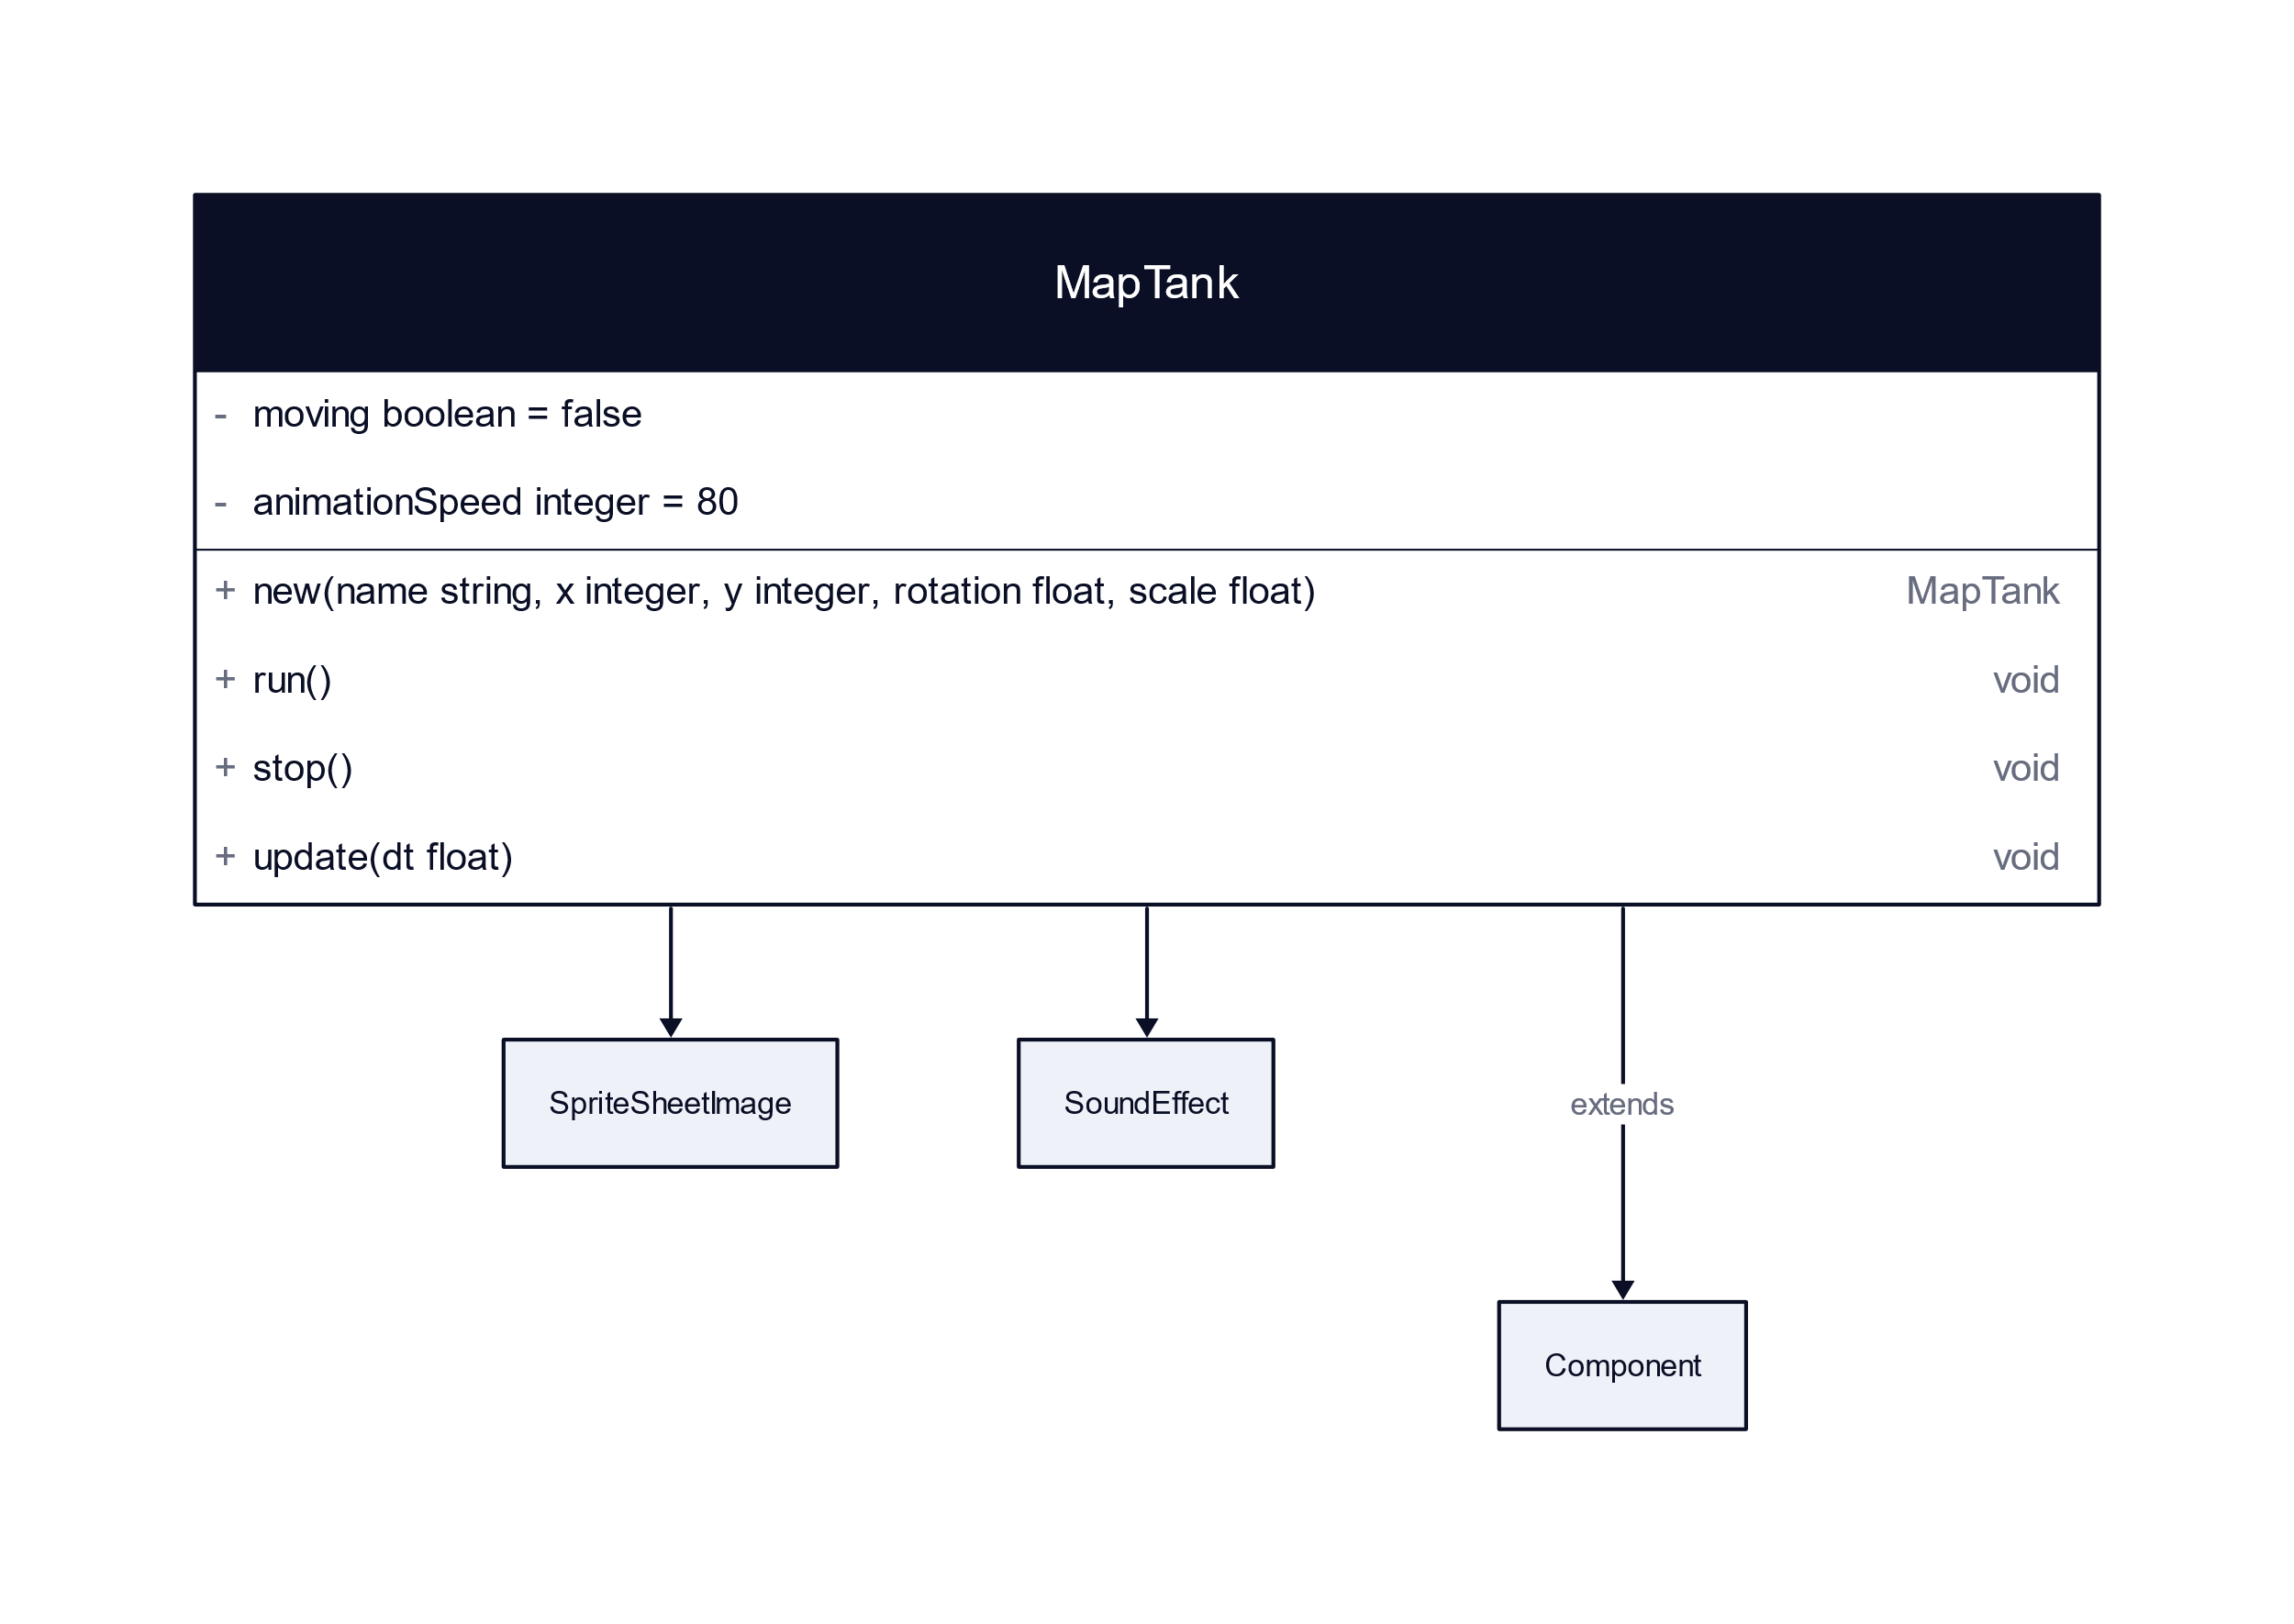 MapTank
- moving boolean = false
- animationSpeed integer = 80
+ new(name string, x integer, y integer, rotation float, scale float) MapTank
+ run() void
+ stop() void
+ update(dt float) void
SpriteSheetImage
SoundEffect
extends
Component